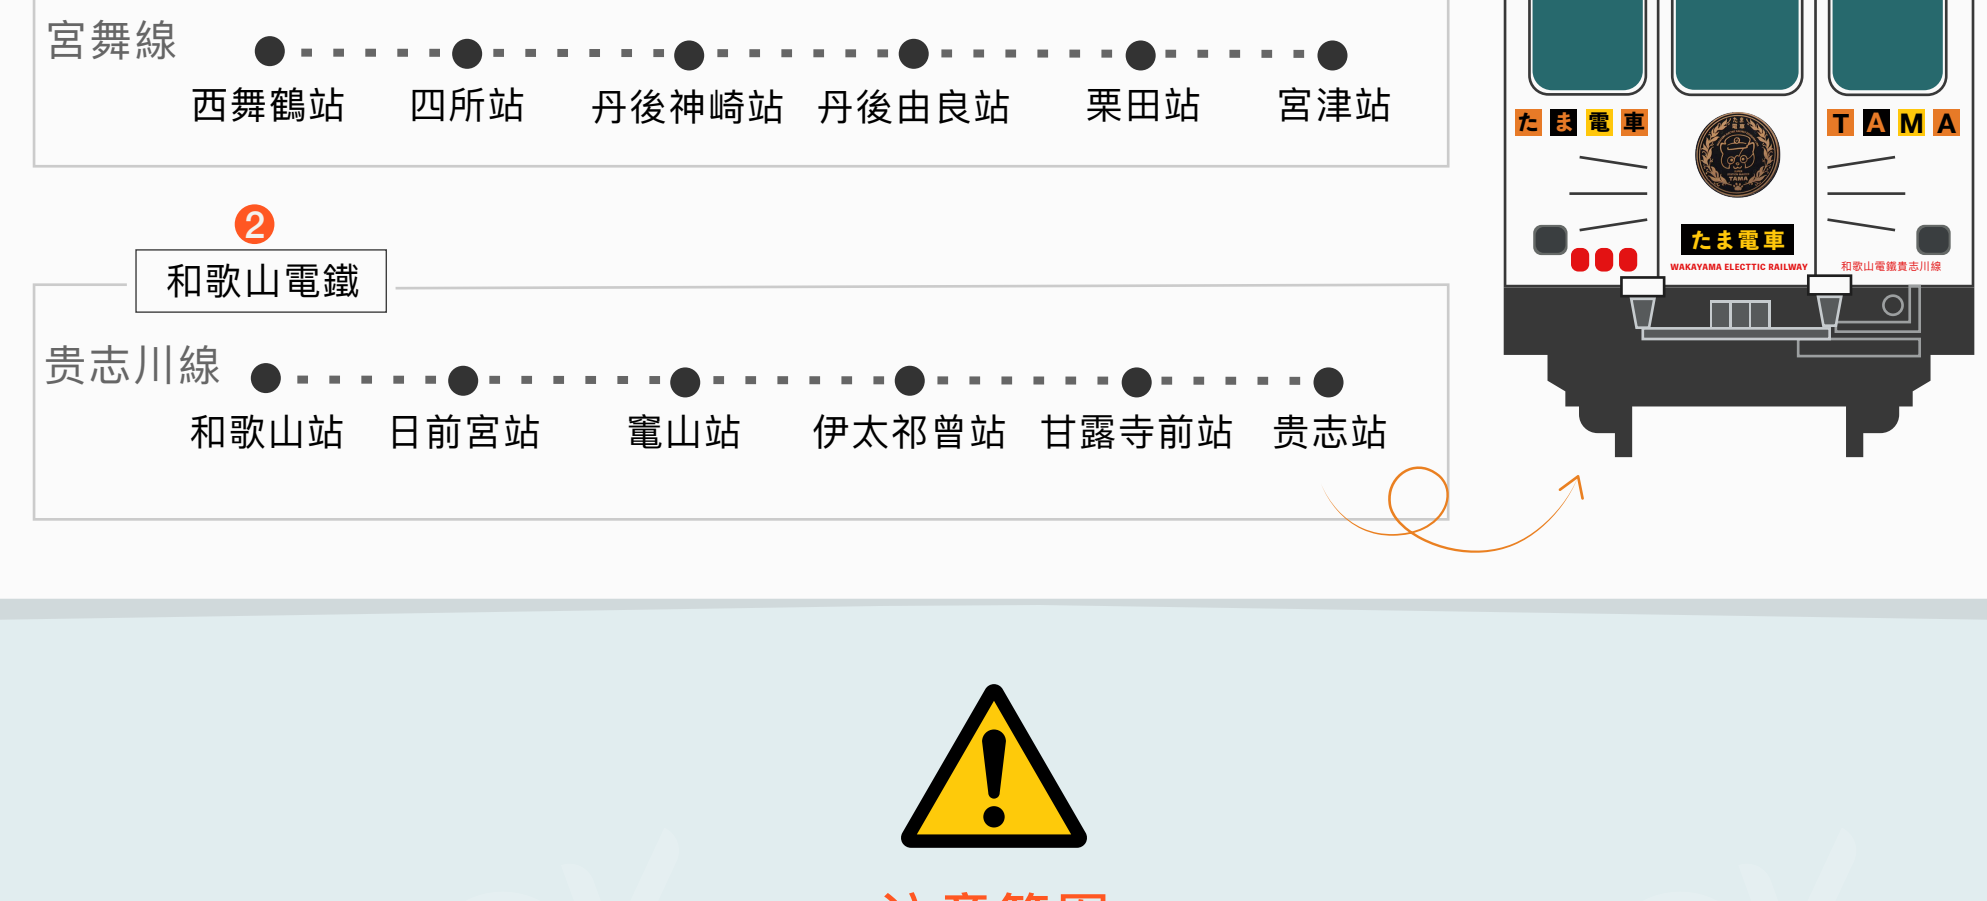 宮舞線
西舞鶴站 四所站 丹後神崎站 丹後由良站 栗田站 宮津站
たま電車 TAMA
TAMA
たま電車
WAKAYAMA ELECTTIC RAILWAY 和歌山電鐵貴志川線
2
和歌山電鐵
贵志川線
和歌山站 日前宮站 竃山站 伊太祁曾站 甘露寺前站 贵志站